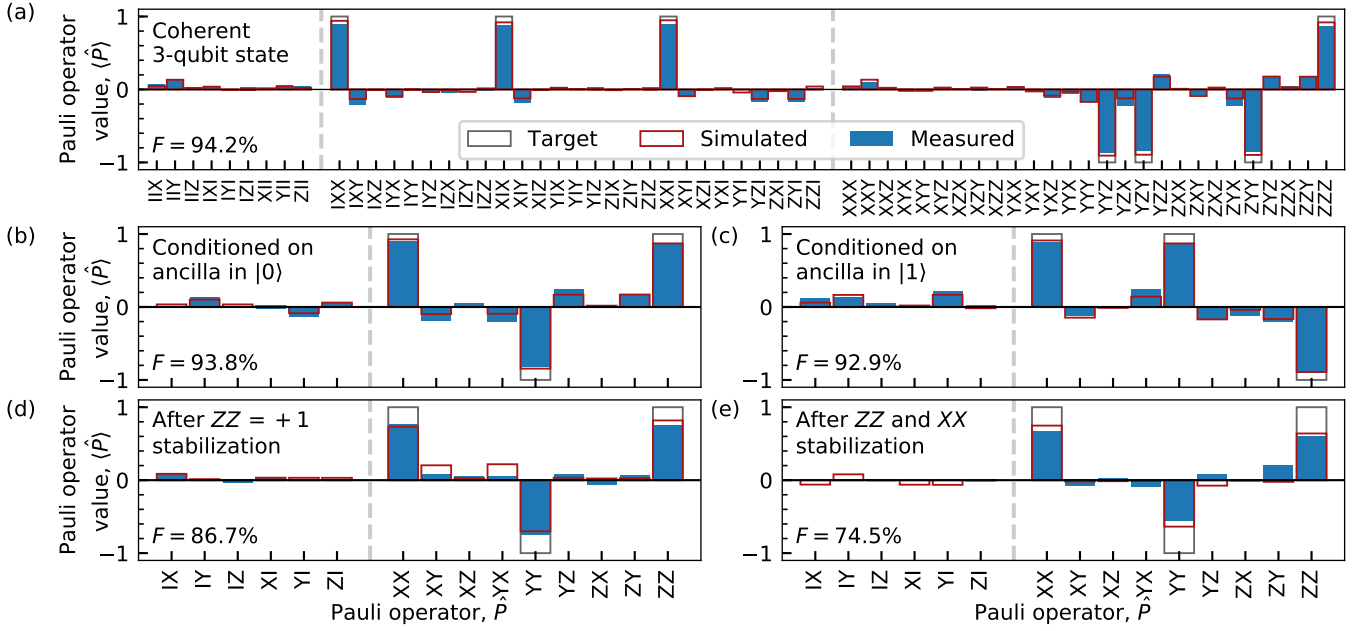 (a)
Coherent
3-qubit state
F = 94.2%
Pauli operator
value, ⟨P̂⟩
1
0
−1
Target
Simulated
Measured
IIX IIY IIZ IXI IYI IZI XII YII ZII IXX IXY IXZ IYX IYY IYZ IZX IZY IZZ XIX XIY XIZ YIX YIY YIZ ZIX ZIY ZIZ XXI XYI XZI YXI YYI YZI ZXI ZYI ZZI XXX XXY XXZ XYX XYY XYZ XZX XZY XZZ YXX YXY YXZ YYX YYY YYZ YZX YZY YZZ ZXX ZXY ZXZ ZYX ZYY ZYZ ZZX ZZY ZZZ
(b)
Conditioned on
ancilla in |0⟩
F = 93.8%
Pauli operator
value, ⟨P̂⟩
1
0
−1
(c)
Conditioned on
ancilla in |1⟩
F = 92.9%
1
0
−1
(d)
After ZZ = +1
stabilization
F = 86.7%
Pauli operator
value, ⟨P̂⟩
1
0
−1
IX IY IZ XI YI ZI XX XY XZ YX YY YZ ZX ZY ZZ
Pauli operator, P̂
(e)
After ZZ and XX
stabilization
F = 74.5%
1
0
−1
IX IY IZ XI YI ZI XX XY XZ YX YY YZ ZX ZY ZZ
Pauli operator, P̂